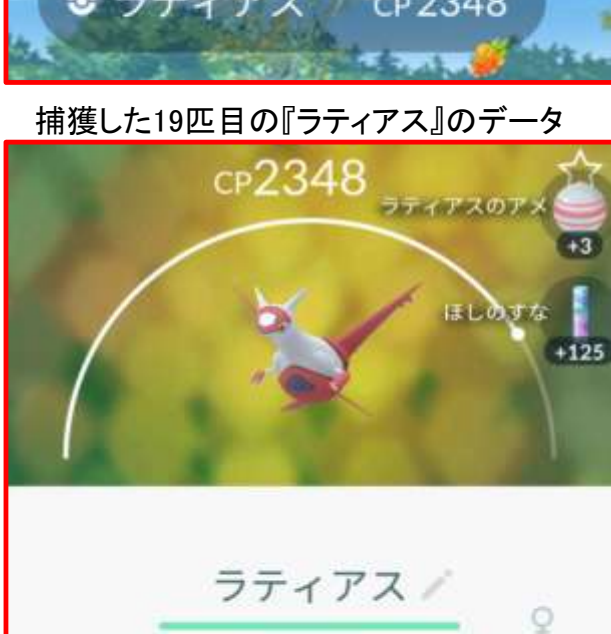 ラティアス / CP2348
捕獲した19匹目の『ラティアス』のデータ
CP2348
ラティアスのアメ
+3
ほしのすな
+125
ラティアス